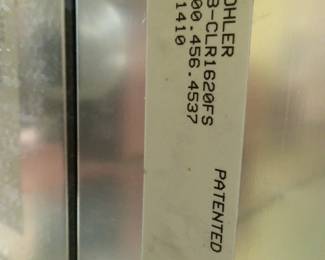 OHLER
B-CLR1620FS
00.456.4537
1410
PATENTED